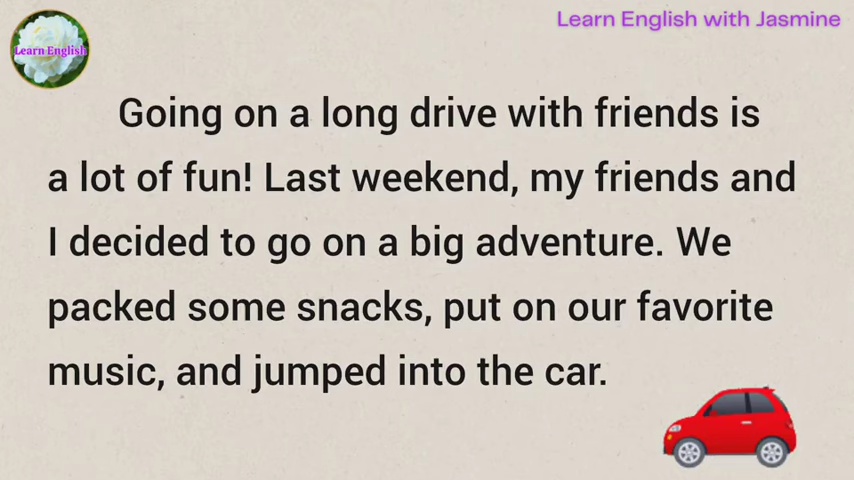 Learn English with Jasmine
Learn English
Going on a long drive with friends is
a lot of fun! Last weekend, my friends and
I decided to go on a big adventure. We
packed some snacks, put on our favorite
music, and jumped into the car.